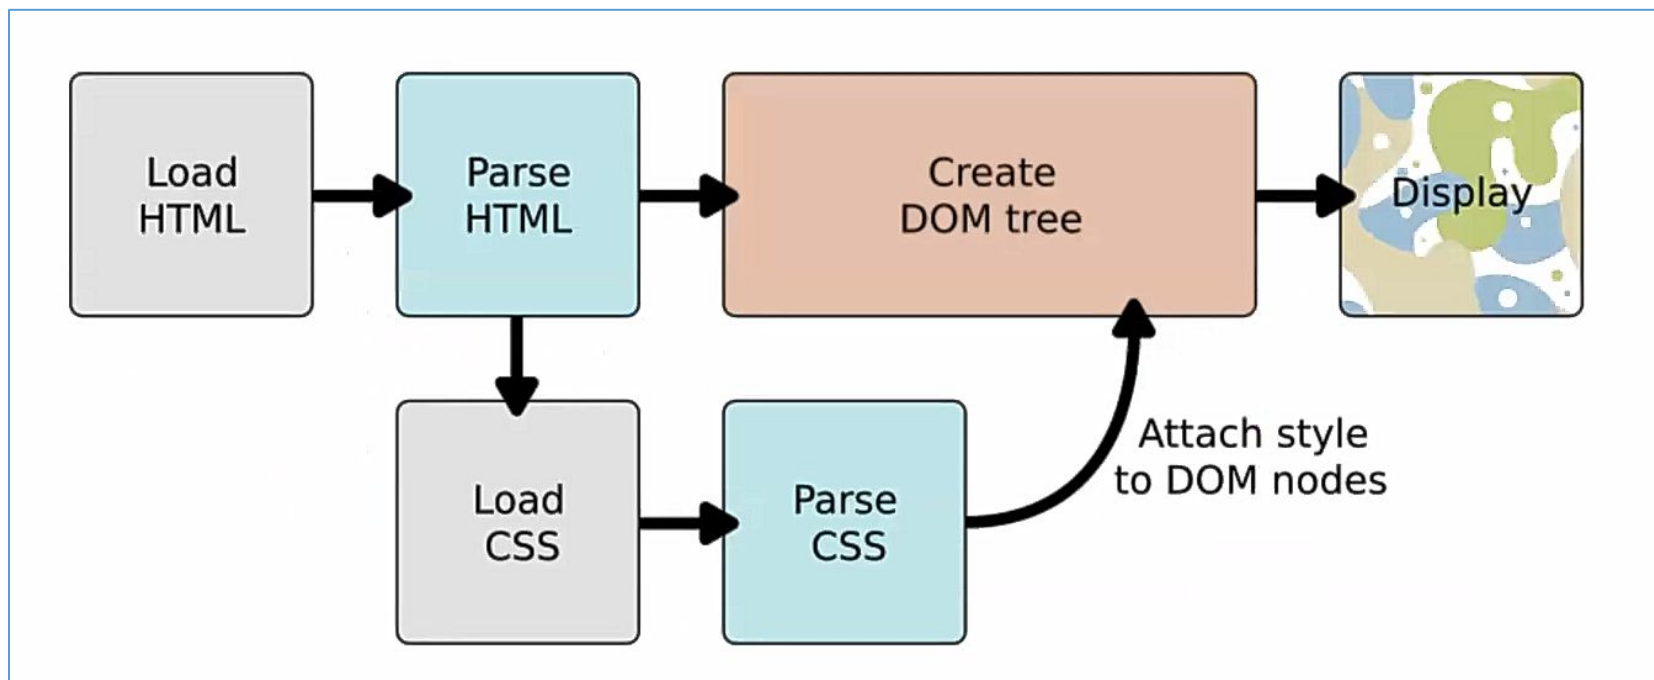 Load
HTML
Parse
HTML
Create
DOM tree
Display
Load
CSS
Parse
CSS
Attach style
to DOM nodes